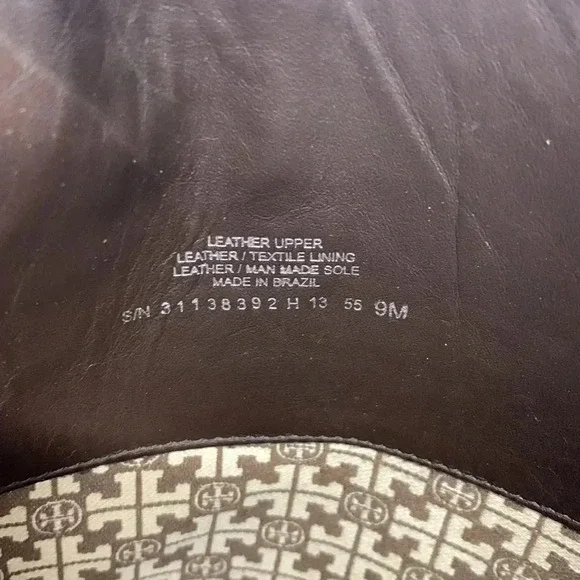 LEATHER UPPER
LEATHER / TEXTILE LINING
LEATHER / MAN MADE SOLE
MADE IN BRAZIL
S/N 31138392 H 13 55 9M